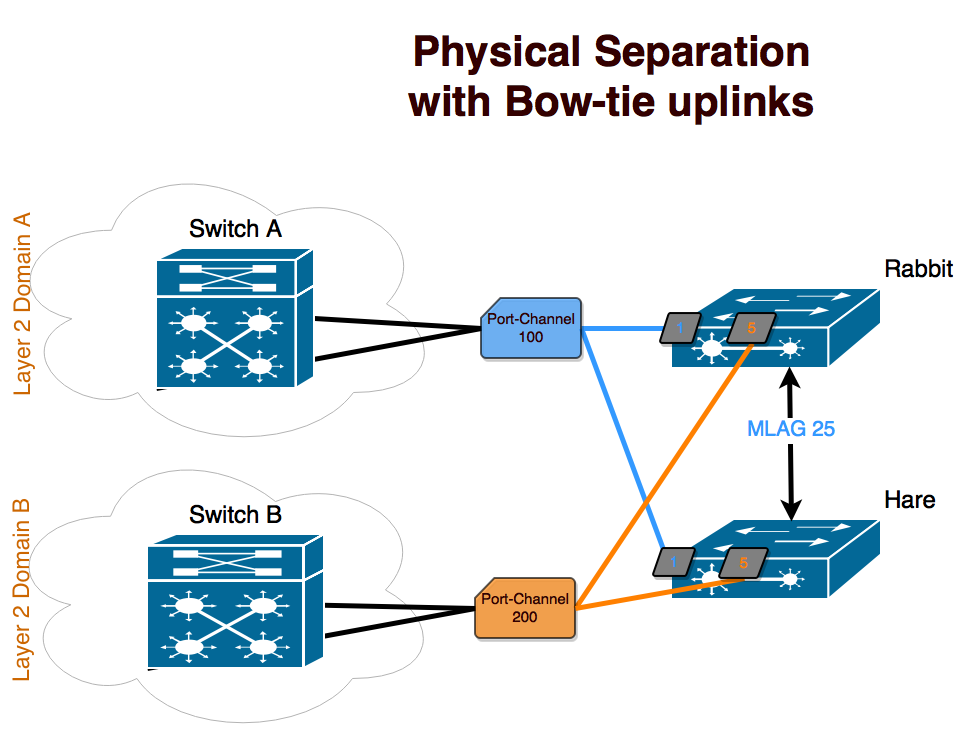 Physical Separation
with Bow-tie uplinks
Layer 2 Domain A
Switch A
Port-Channel
100
Rabbit
1
5
MLAG 25
Layer 2 Domain B
Switch B
Port-Channel
200
Hare
1
5